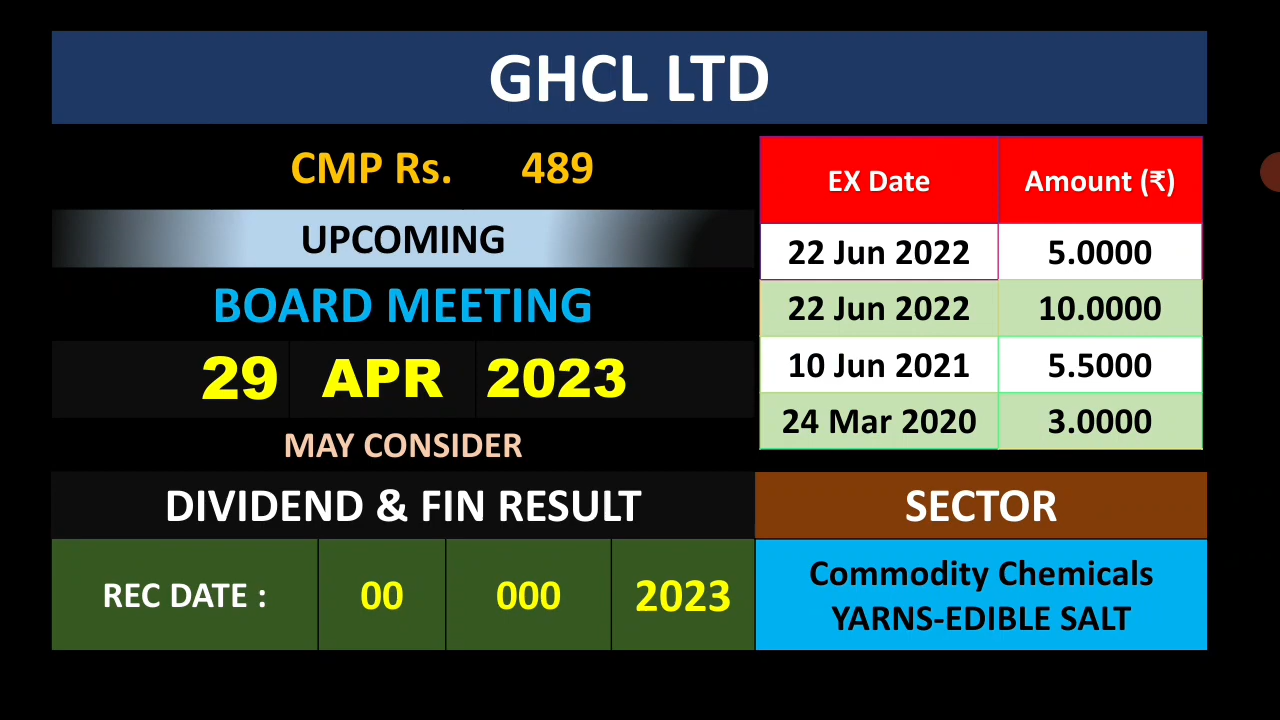 GHCL LTD
CMP Rs. 489
UPCOMING
BOARD MEETING
29 APR 2023
MAY CONSIDER
DIVIDEND & FIN RESULT
REC DATE : 00 000 2023
EX Date Amount (₹)
22 Jun 2022 5.0000
22 Jun 2022 10.0000
10 Jun 2021 5.5000
24 Mar 2020 3.0000
SECTOR
Commodity Chemicals
YARNS-EDIBLE SALT